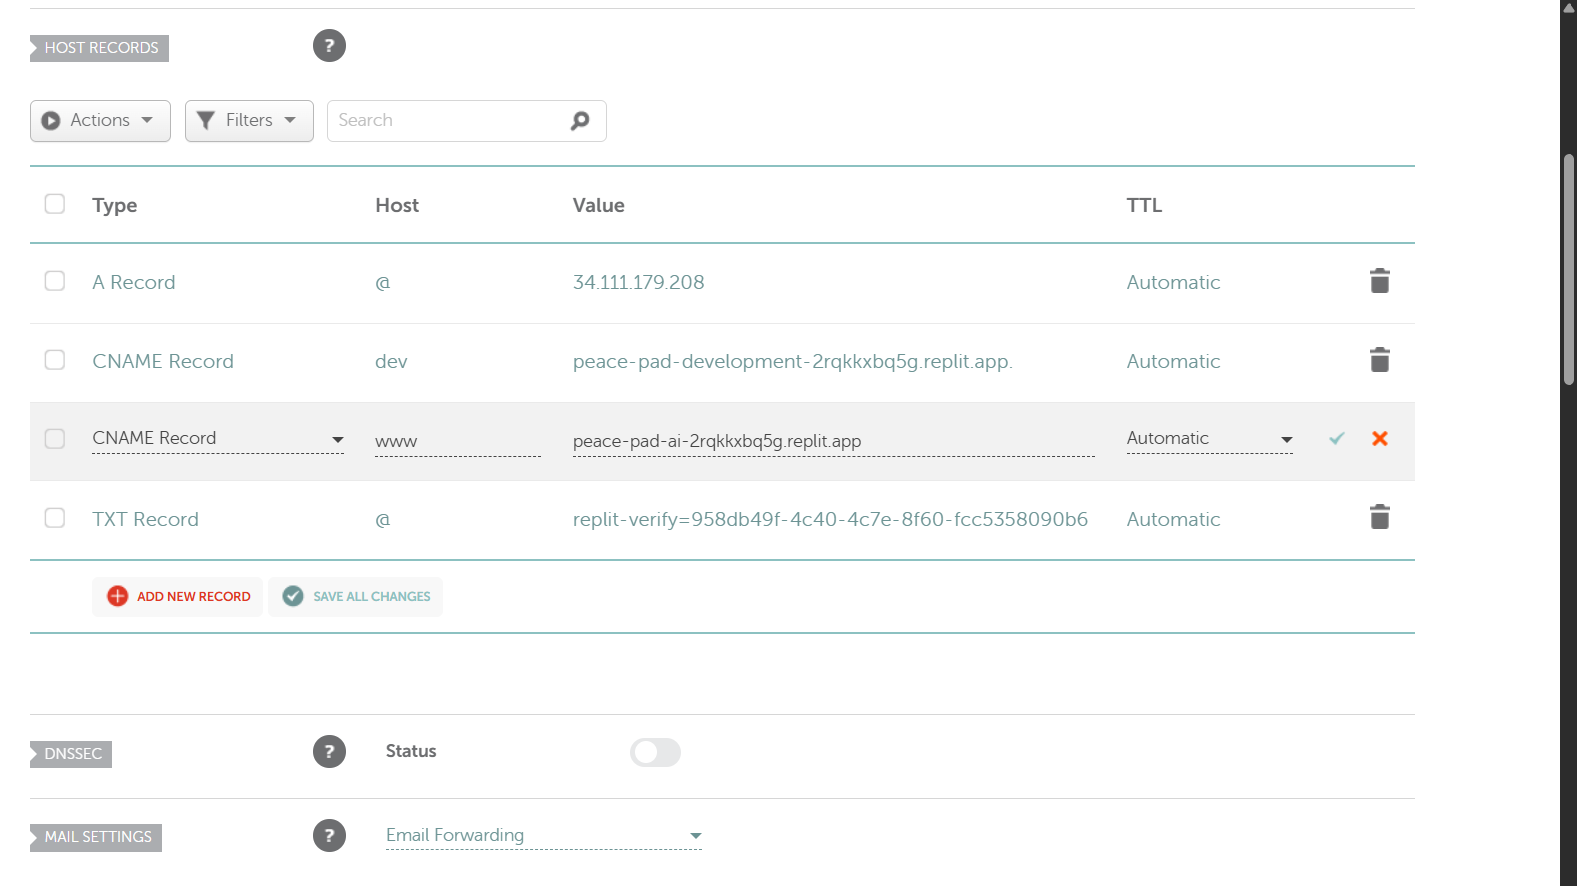 HOST RECORDS
?
Actions
Filters
Search
Type Host Value TTL
A Record @ 34.111.179.208 Automatic
CNAME Record dev peace-pad-development-2rqkkxbq5g.replit.app. Automatic
CNAME Record www peace-pad-ai-2rqkkxbq5g.replit.app Automatic
TXT Record @ replit-verify=958db49f-4c40-4c7e-8f60-fcc5358090b6 Automatic
ADD NEW RECORD SAVE ALL CHANGES
DNSSEC ? Status
MAIL SETTINGS ? Email Forwarding